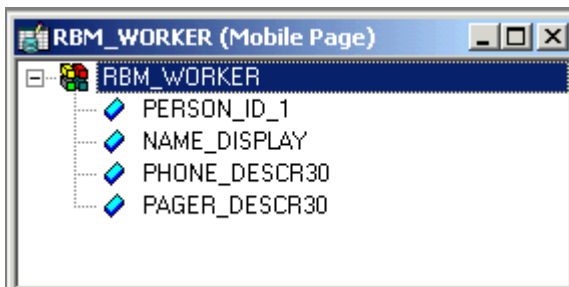 RBM_WORKER (Mobile Page)
RBM_WORKER
PERSON_ID_1
NAME_DISPLAY
PHONE_DESCR30
PAGER_DESCR30